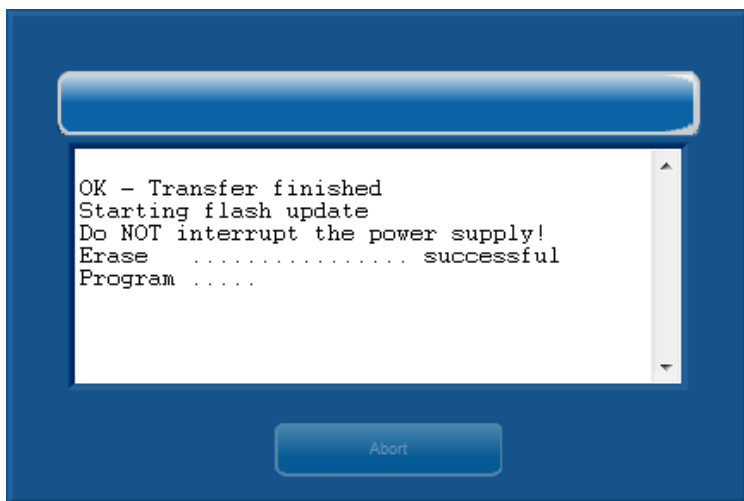 OK - Transfer finished
Starting flash update
Do NOT interrupt the power supply!
Erase   ................ successful
Program .....
Abort